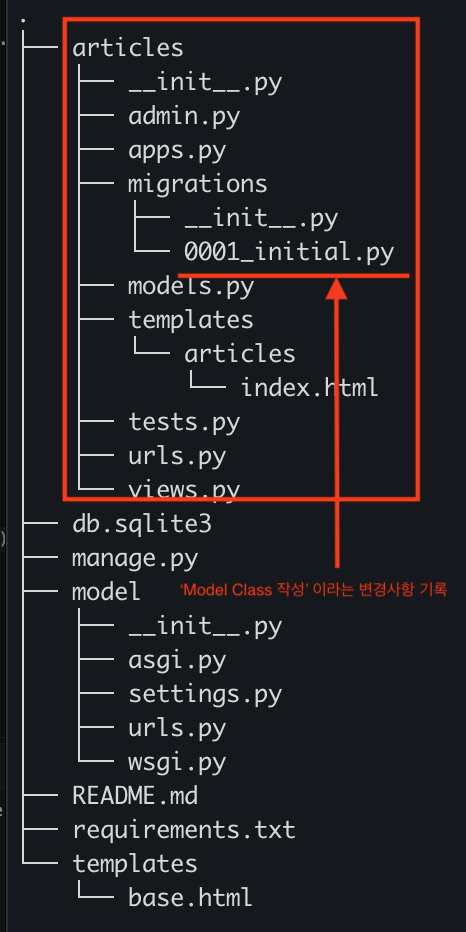 .
articles
__init__.py
admin.py
apps.py
migrations
__init__.py
0001_initial.py
models.py
templates
articles
index.html
tests.py
urls.py
views.py
db.sqlite3
manage.py
model
‘Model Class 작성’ 이라는 변경사항 기록
__init__.py
asgi.py
settings.py
urls.py
wsgi.py
README.md
requirements.txt
templates
base.html